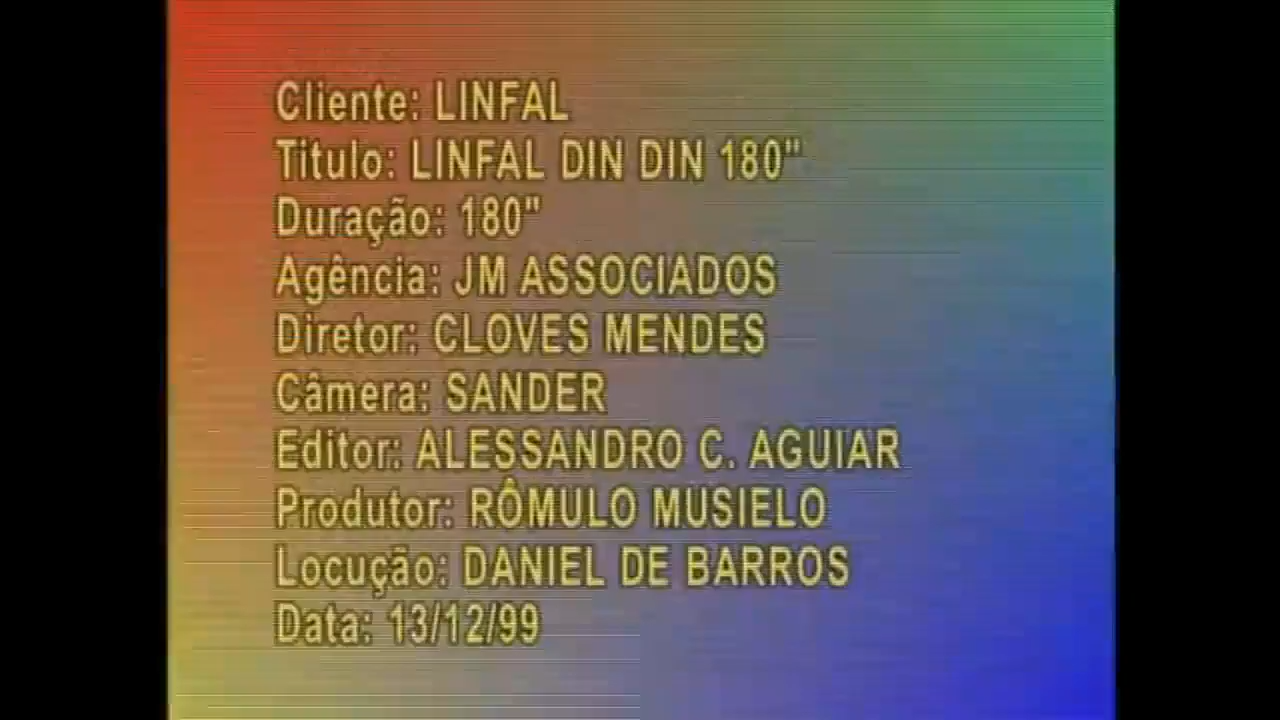 Cliente: LINFAL
Titulo: LINFAL DIN DIN 180"
Duração: 180"
Agência: JM ASSOCIADOS
Diretor: CLOVES MENDES
Câmera: SANDER
Editor: ALESSANDRO C. AGUIAR
Produtor: RÔMULO MUSIELO
Locução: DANIEL DE BARROS
Data: 13/12/99